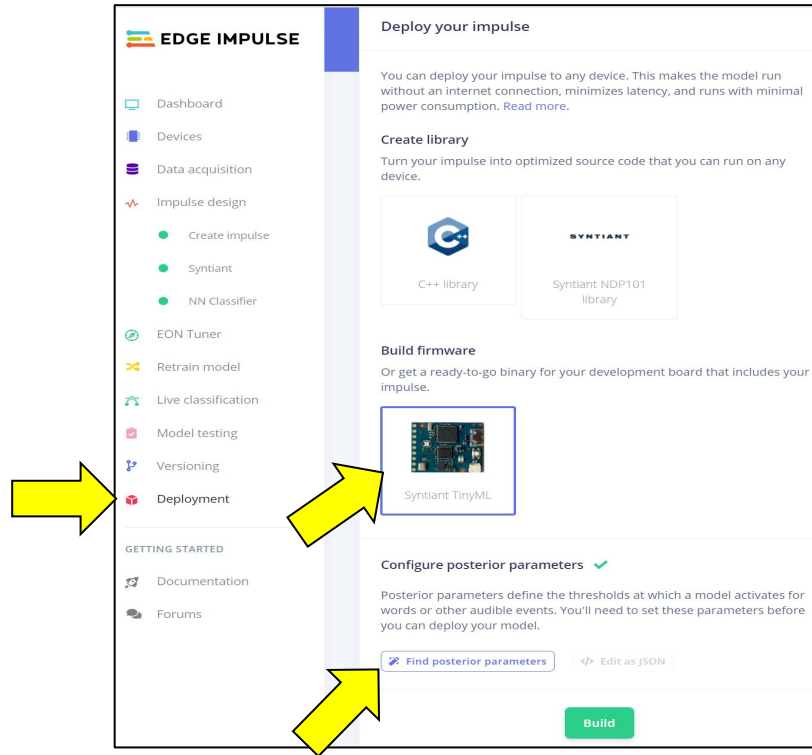 EDGE IMPULSE
Dashboard
Devices
Data acquisition
Impulse design
Create impulse
Syntiant
NN Classifier
EON Tuner
Retrain model
Live classification
Model testing
Versioning
Deployment
GETTING STARTED
Documentation
Forums
Deploy your impulse
You can deploy your impulse to any device. This makes the model run
without an internet connection, minimizes latency, and runs with minimal
power consumption. Read more.
Create library
Turn your impulse into optimized source code that you can run on any
device.
C++
C++ library
SYNTIANT
Syntiant NDP101
library
Build firmware
Or get a ready-to-go binary for your development board that includes your
impulse.
Syntiant TinyML
Configure posterior parameters
Posterior parameters define the thresholds at which a model activates for
words or other audible events. You'll need to set these parameters before
you can deploy your model.
Find posterior parameters
</> Edit as JSON
Build